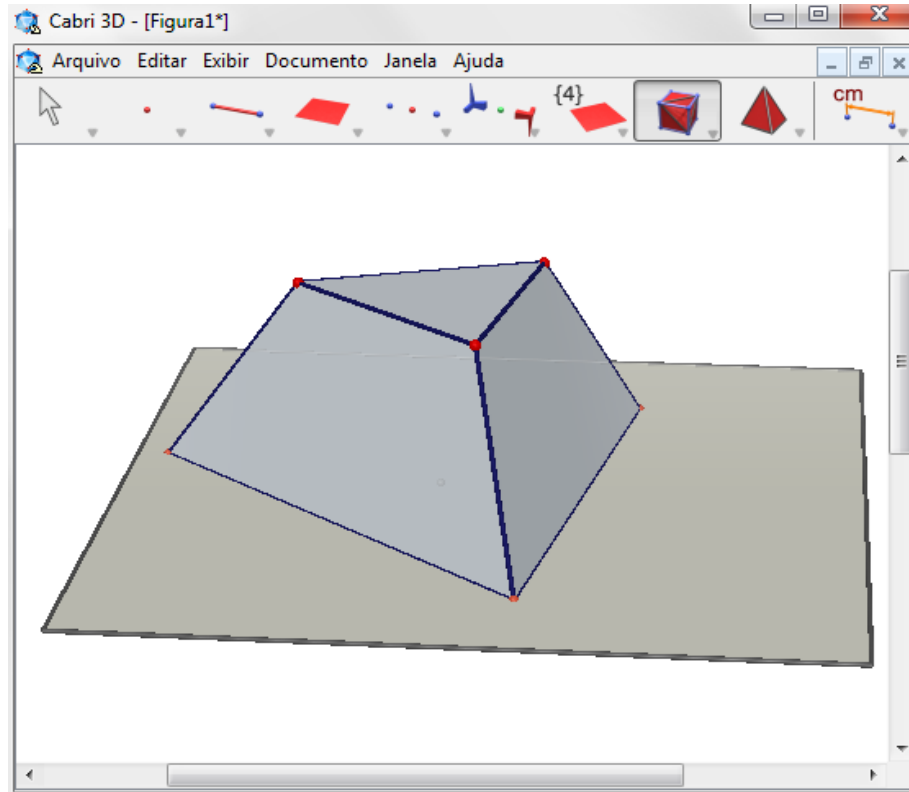 Cabri 3D - [Figura1*]
Arquivo Editar Exibir Documento Janela Ajuda
{4} cm